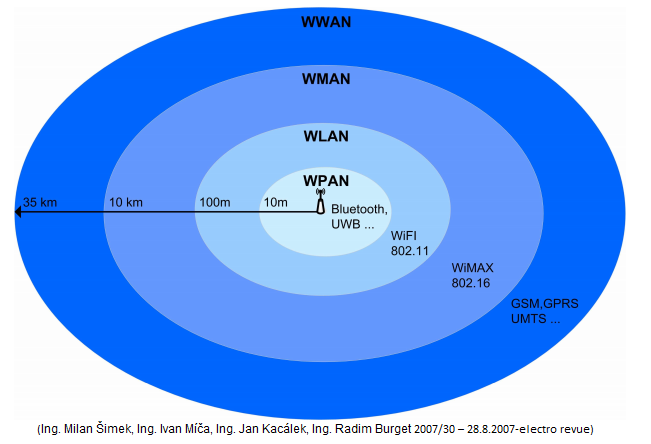 WWAN
WMAN
WLAN
WPAN
35 km
10 km
100m
10m
Bluetooth,
UWB ...
WiFI
802.11
WiMAX
802.16
GSM,GPRS
UMTS ...
(Ing. Milan Šimek, Ing. Ivan Míča, Ing. Jan Kacálek, Ing. Radim Burget 2007/30 – 28.8.2007-electro revue)